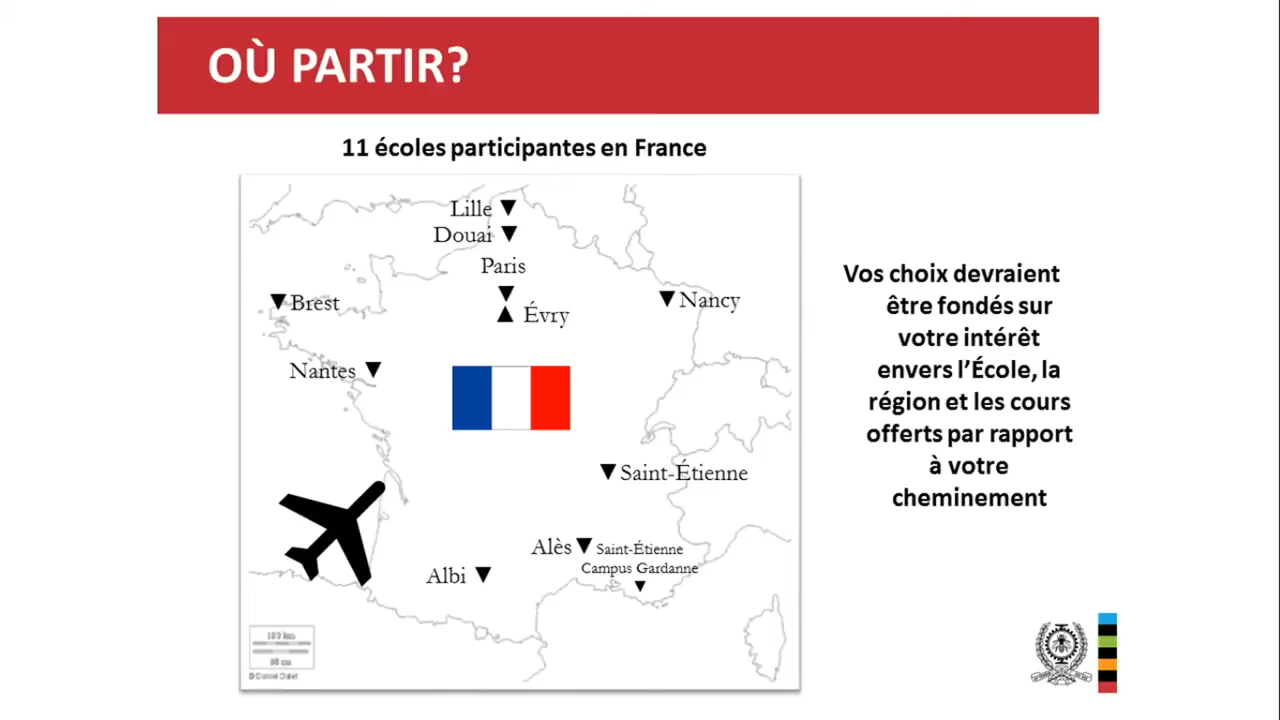 OÙ PARTIR?
11 écoles participantes en France
Lille
Douai
Paris
Évry
Brest
Nancy
Nantes
Saint-Étienne
Alès
Saint-Étienne
Campus Gardanne
Albi
100 km
Vos choix devraient
être fondés sur
votre intérêt
envers l’École, la
région et les cours
offerts par rapport
à votre
cheminement